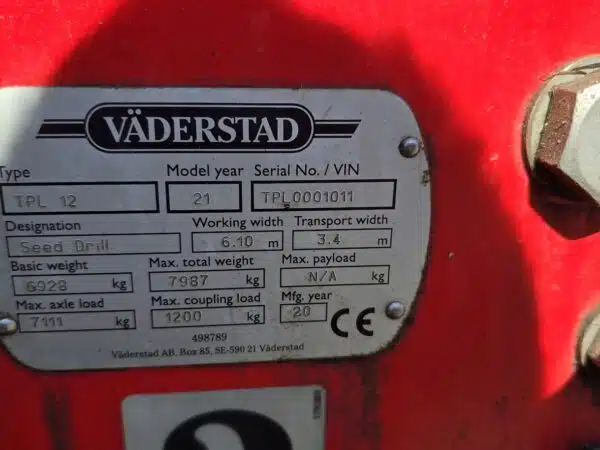 VÄDERSTAD
Type Model year Serial No. / VIN
TPL 12 21 TPL0001011
Designation Working width Transport width
Seed Drill 6.10 m 3.4 m
Basic weight Max. total weight Max. payload
6928 kg 7987 kg N/A kg
Max. axle load Max. coupling load Mfg. year
7111 kg 1200 kg 20 CE
498789
Väderstad AB. Box 85, SE-590 21 Väderstad